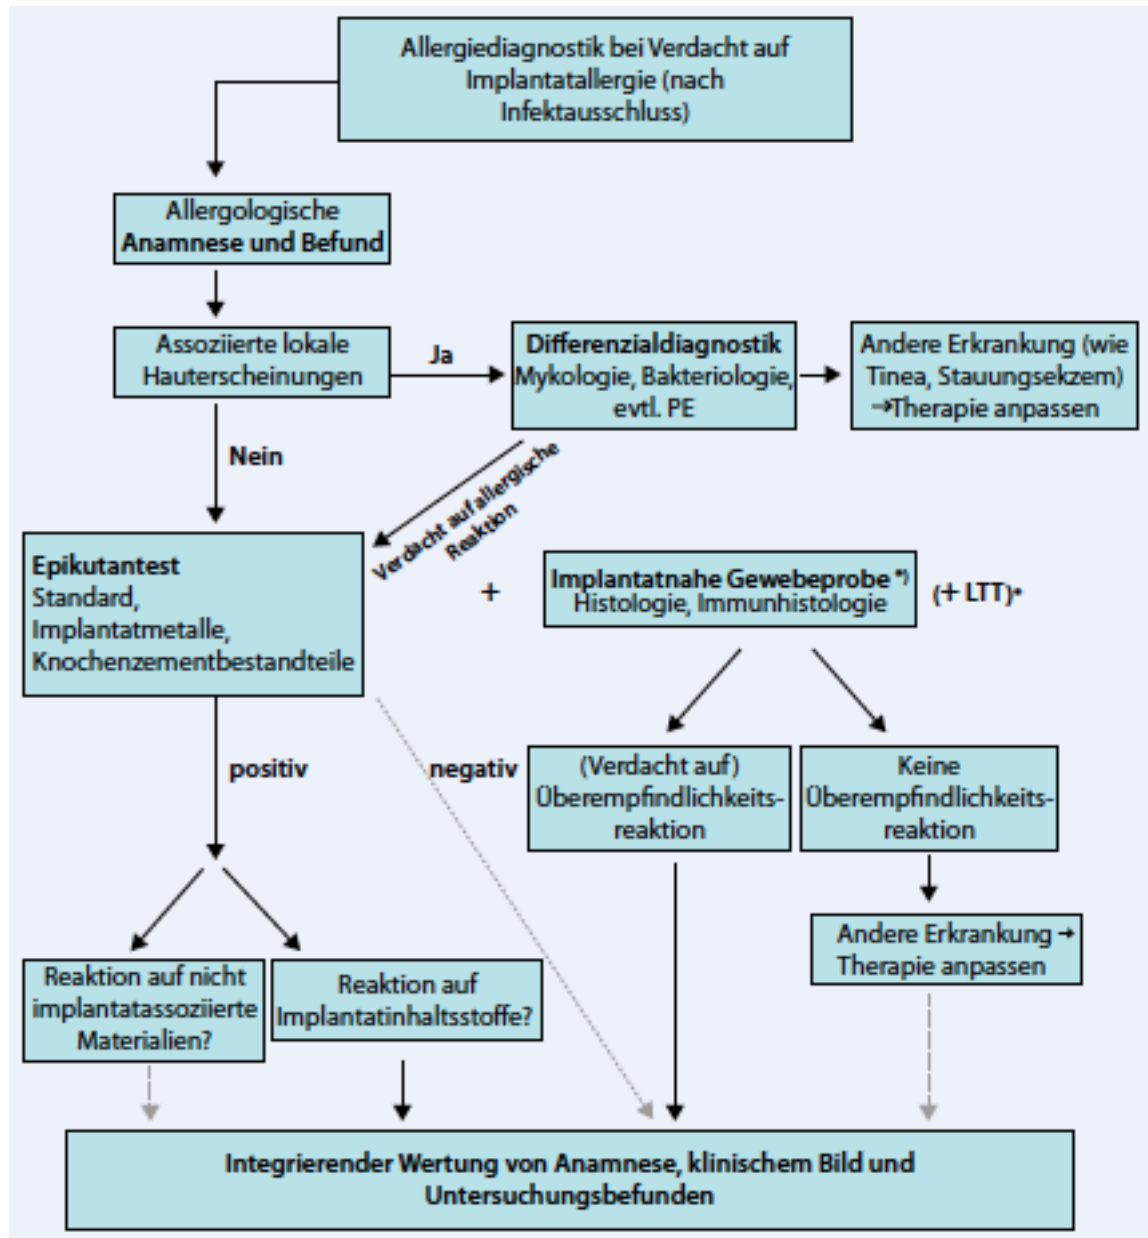 Allergiediagnostik bei Verdacht auf
Implantatallergie (nach
Infektausschluss)
Allergologische
Anamnese und Befund
Assoziierte lokale
Hauterscheinungen
Ja
Differenzialdiagnostik
Mykologie, Bakteriologie,
evtl. PE
Andere Erkrankung (wie
Tinea, Stauungsekzem)
→Therapie anpassen
Nein
Verdacht auf allergische
Reaktion
Epikutantest
Standard,
Implantatmetalle,
Knochenzementbestandteile
+
Implantatnahe Gewebeprobe *)
Histologie, Immunhistologie
(+ LTT)*
positiv
negativ
(Verdacht auf)
Überempfindlichkeits-
reaktion
Keine
Überempfindlichkeits-
reaktion
Andere Erkrankung →
Therapie anpassen
Reaktion auf nicht
implantatassoziierte
Materialien?
Reaktion auf
Implantatinhaltsstoffe?
Integrierender Wertung von Anamnese, klinischem Bild und
Untersuchungsbefunden